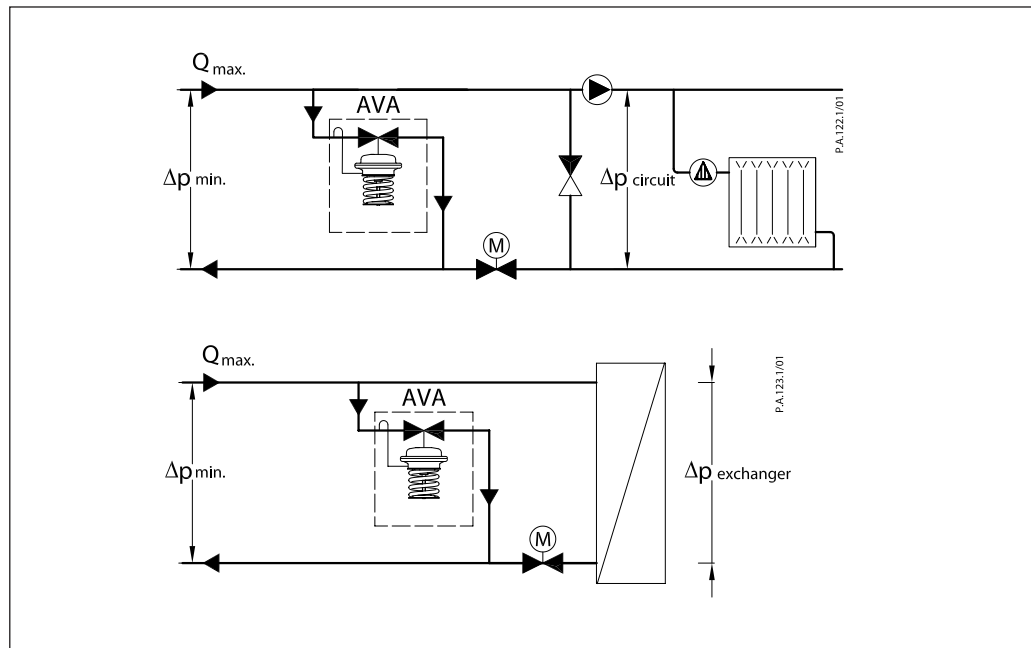 Q max.
AVA
Δp min.
Δp circuit
M
P.A.122.1/01
Q max.
AVA
Δp min.
Δp exchanger
M
P.A.123.1/01